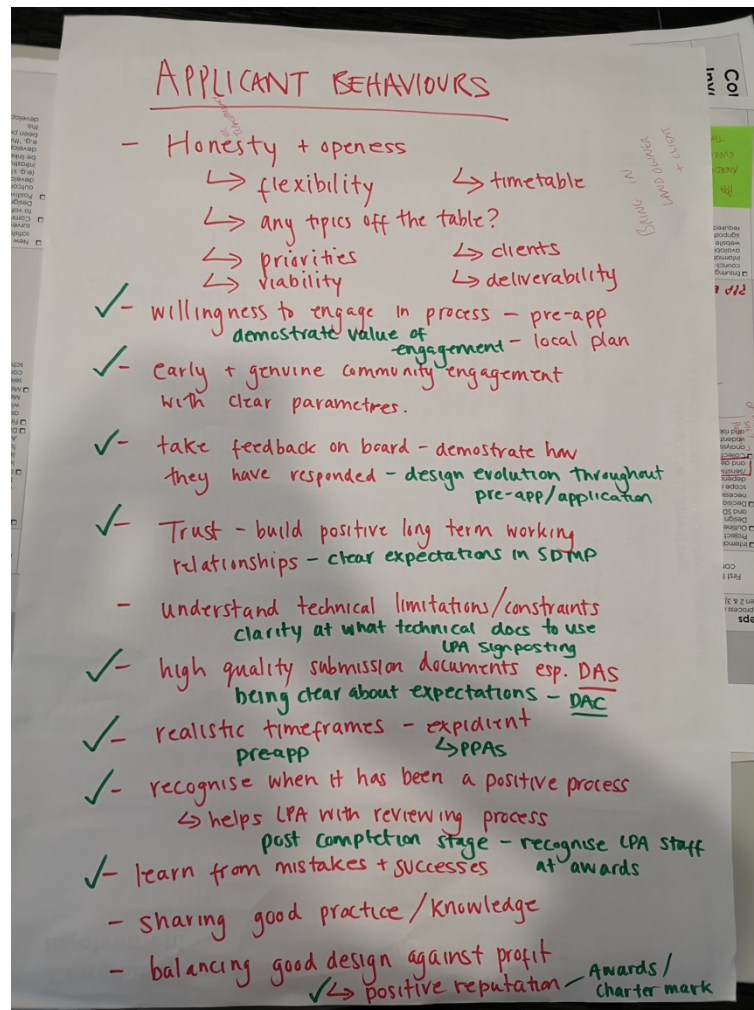 APPLICANT BEHAVIOURS
- Honesty + openess
↳ flexibility ↳ timetable
↳ any topics off the table?
↳ priorities ↳ clients
↳ viability ↳ deliverability
BRING IN
LANDOWNER
+ CLIENT
✓- willingness to engage in process - pre-app
demostrate value of
engagement - local plan
✓- early + genuine community engagement
with clear parametres.
✓- take feedback on board - demostrate how
they have responded - design evolution throughout
pre-app/application
✓- Trust - build positive long term working
relationships - clear expectations in SDMP
- understand technical limitations/constraints
clarity at what technical docs to use
LPA signposting
✓- high quality submission documents esp. DAS
being clear about expectations - DAC
✓- realistic timeframes - expidient
preapp ↳ PPAs
✓- recognise when it has been a positive process
↳ helps LPA with reviewing process
post completion stage - recognise LPA staff
at awards
✓- learn from mistakes + successes
- sharing good practice / knowledge
- balancing good design against profit
✓↳ positive reputation - Awards/
charter mark